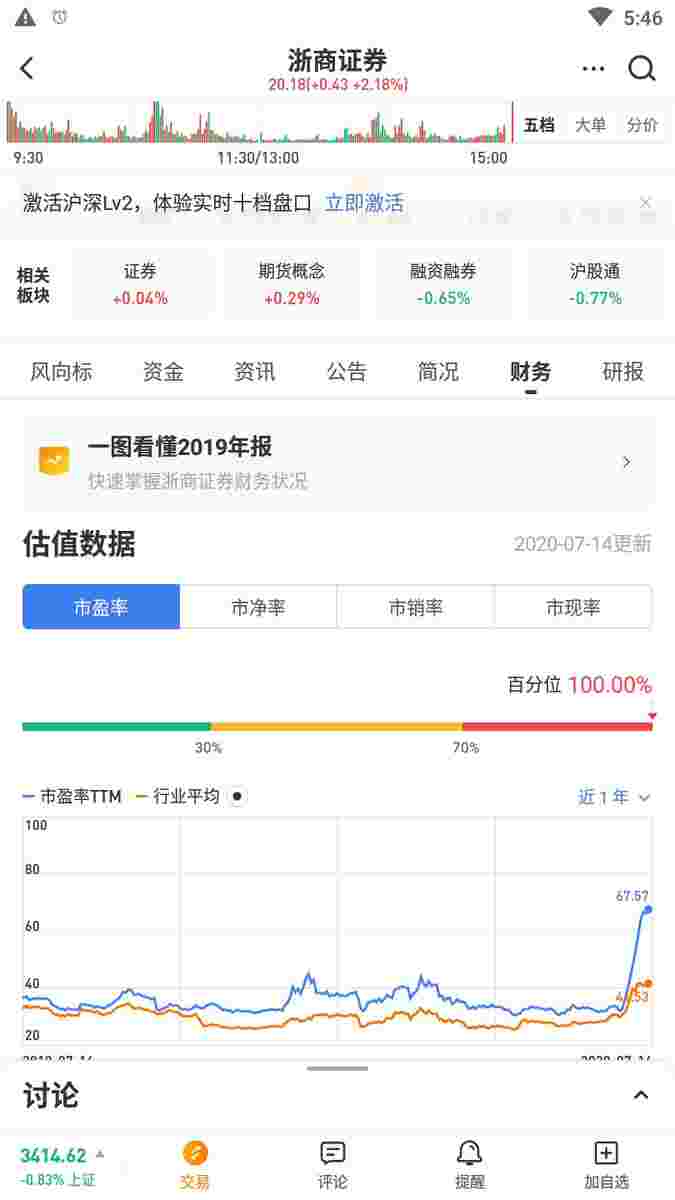 5:46
浙商证券
20.18(+0.43 +2.18%)
五档 大单 分价
9:30 11:30/13:00 15:00
激活沪深Lv2，体验实时十档盘口 立即激活
相关板块
证券 期货概念 融资融券 沪股通
+0.04% +0.29% -0.65% -0.77%
风向标 资金 资讯 公告 简况 财务 研报
一图看懂2019年报
快速掌握浙商证券财务状况
估值数据 2020-07-14更新
市盈率 市净率 市销率 市现率
百分位 100.00%
30% 70%
市盈率TTM 行业平均 近1年
100
80
67.57
60
40
20
讨论
3414.62
-0.83% 上证
交易 评论 提醒 加自选